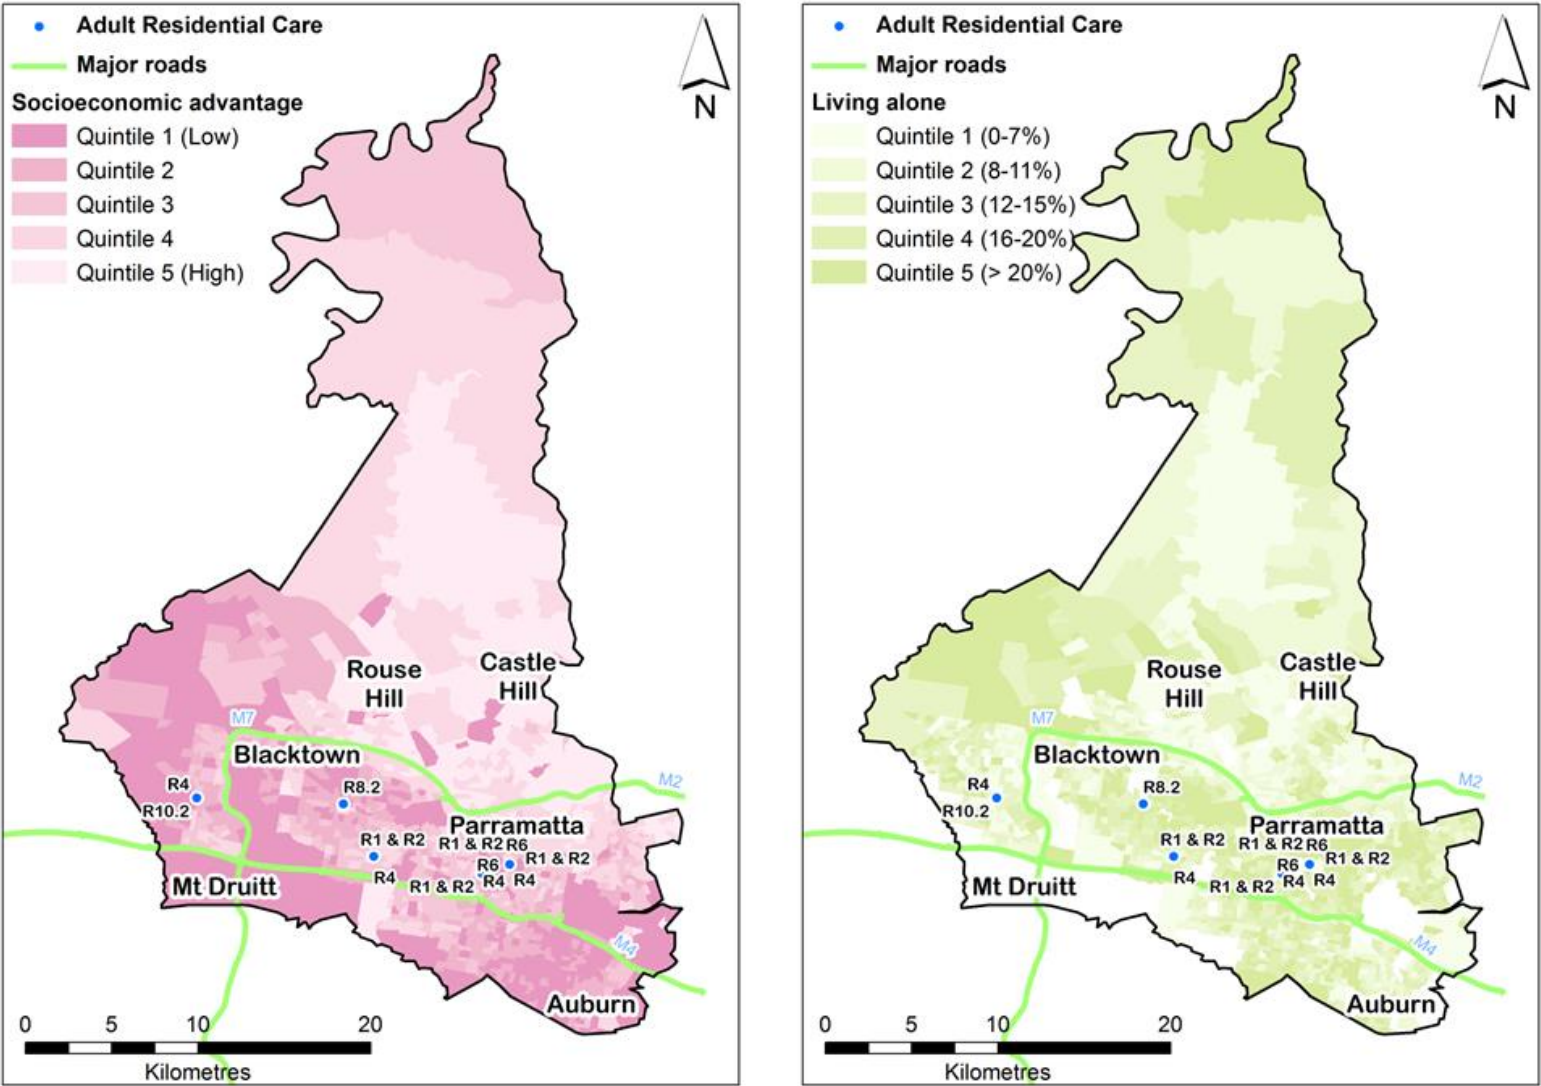 Adult Residential Care
Major roads
Socioeconomic advantage
Quintile 1 (Low)
Quintile 2
Quintile 3
Quintile 4
Quintile 5 (High)
N
Rouse
Hill
Castle
Hill
M7
Blacktown
M2
R4
R10.2
R8.2
Parramatta
R1 & R2
R1 & R2
R6
R1 & R2
R6
R4
R1 & R2
R4
R4
Mt Druitt
M4
Auburn
0 5 10 20
Kilometres
Adult Residential Care
Major roads
Living alone
Quintile 1 (0-7%)
Quintile 2 (8-11%)
Quintile 3 (12-15%)
Quintile 4 (16-20%)
Quintile 5 (> 20%)
N
Rouse
Hill
Castle
Hill
M7
Blacktown
M2
R4
R10.2
R8.2
Parramatta
R1 & R2
R1 & R2
R6
R1 & R2
R6
R4
R1 & R2
R4
R4
Mt Druitt
M4
Auburn
0 5 10 20
Kilometres